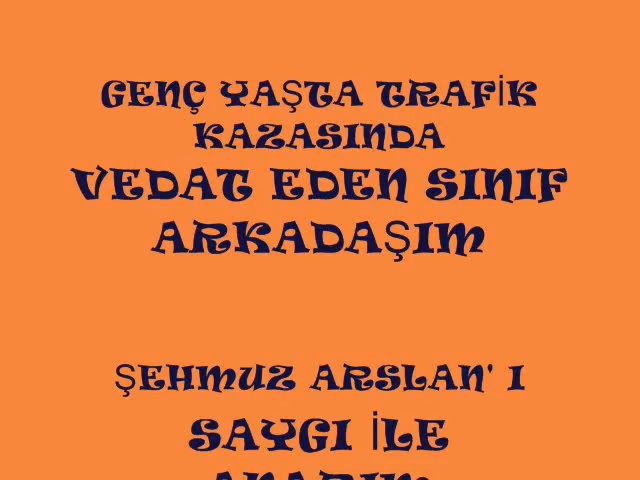 GENÇ YAŞTA TRAFİK
KAZASINDA
VEDAT EDEN SINIF
ARKADAŞIM
ŞEHMUZ ARSLAN' I
SAYGI İLE